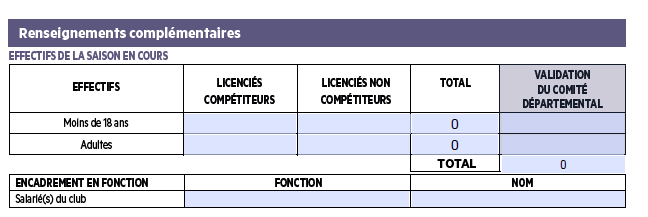 Renseignements complémentaires
EFFECTIFS DE LA SAISON EN COURS
EFFECTIFS
LICENCIÉS
COMPÉTITEURS
LICENCIÉS NON
COMPÉTITEURS
TOTAL
VALIDATION
DU COMITÉ
DÉPARTEMENTAL
Moins de 18 ans 0
Adultes 0
TOTAL 0
ENCADREMENT EN FONCTION FONCTION NOM
Salarié(s) du club